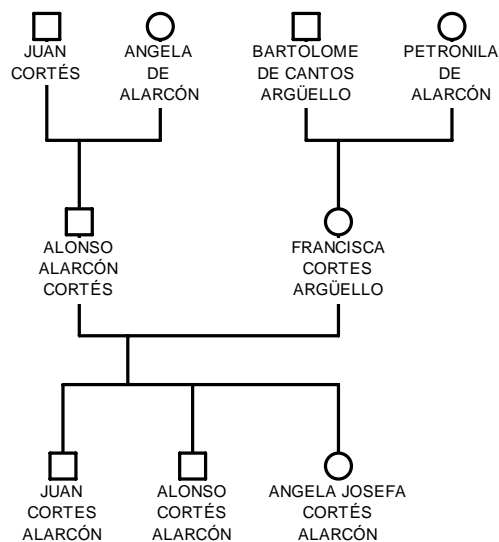 JUAN
CORTÉS
ANGELA
DE
ALARCÓN
BARTOLOME
DE CANTOS
ARGÜELLO
PETRONILA
DE
ALARCÓN
ALONSO
ALARCÓN
CORTÉS
FRANCISCA
CORTES
ARGÜELLO
JUAN
CORTES
ALARCÓN
ALONSO
CORTÉS
ALARCÓN
ANGELA JOSEFA
CORTÉS
ALARCÓN